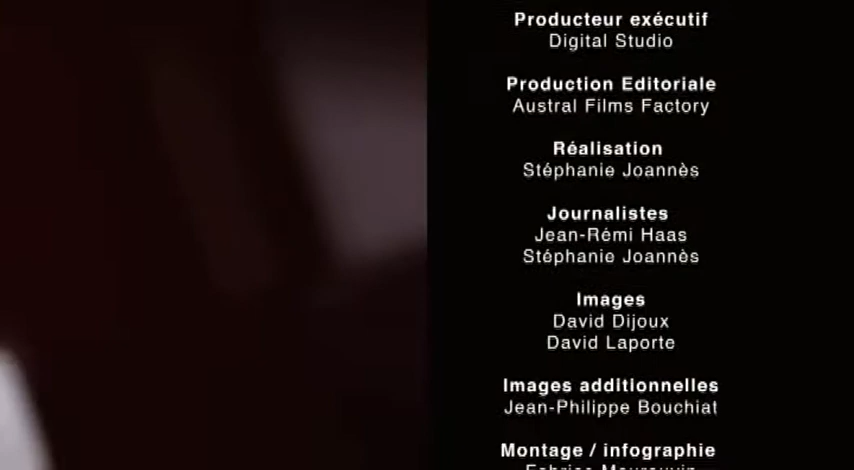 Producteur exécutif
Digital Studio
Production Editoriale
Austral Films Factory
Réalisation
Stéphanie Joannès
Journalistes
Jean-Rémi Haas
Stéphanie Joannès
Images
David Dijoux
David Laporte
Images additionnelles
Jean-Philippe Bouchiat
Montage / infographie
Fabrice